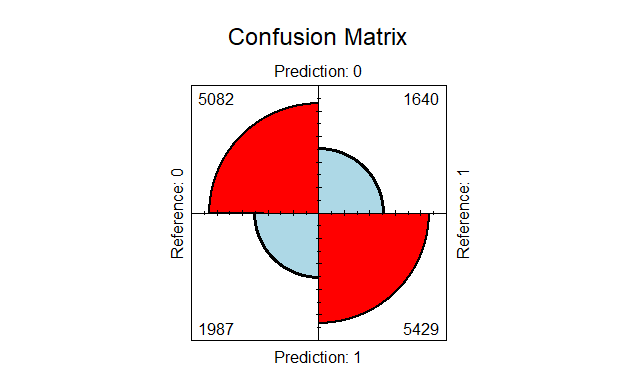 Confusion Matrix
Prediction: 0
5082
1640
Reference: 0
Reference: 1
1987
5429
Prediction: 1